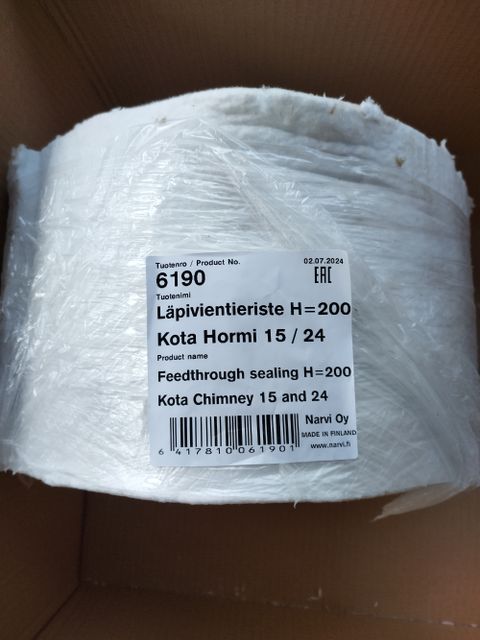 Tuotenro / Product No.
02.07.2024
6190
EAC
Tuotenimi
Läpivientieriste H=200
Kota Hormi 15 / 24
Product name
Feedthrough sealing H=200
Kota Chimney 15 and 24
Narvi Oy
MADE IN FINLAND
www.narvi.fi
6 417810 061901